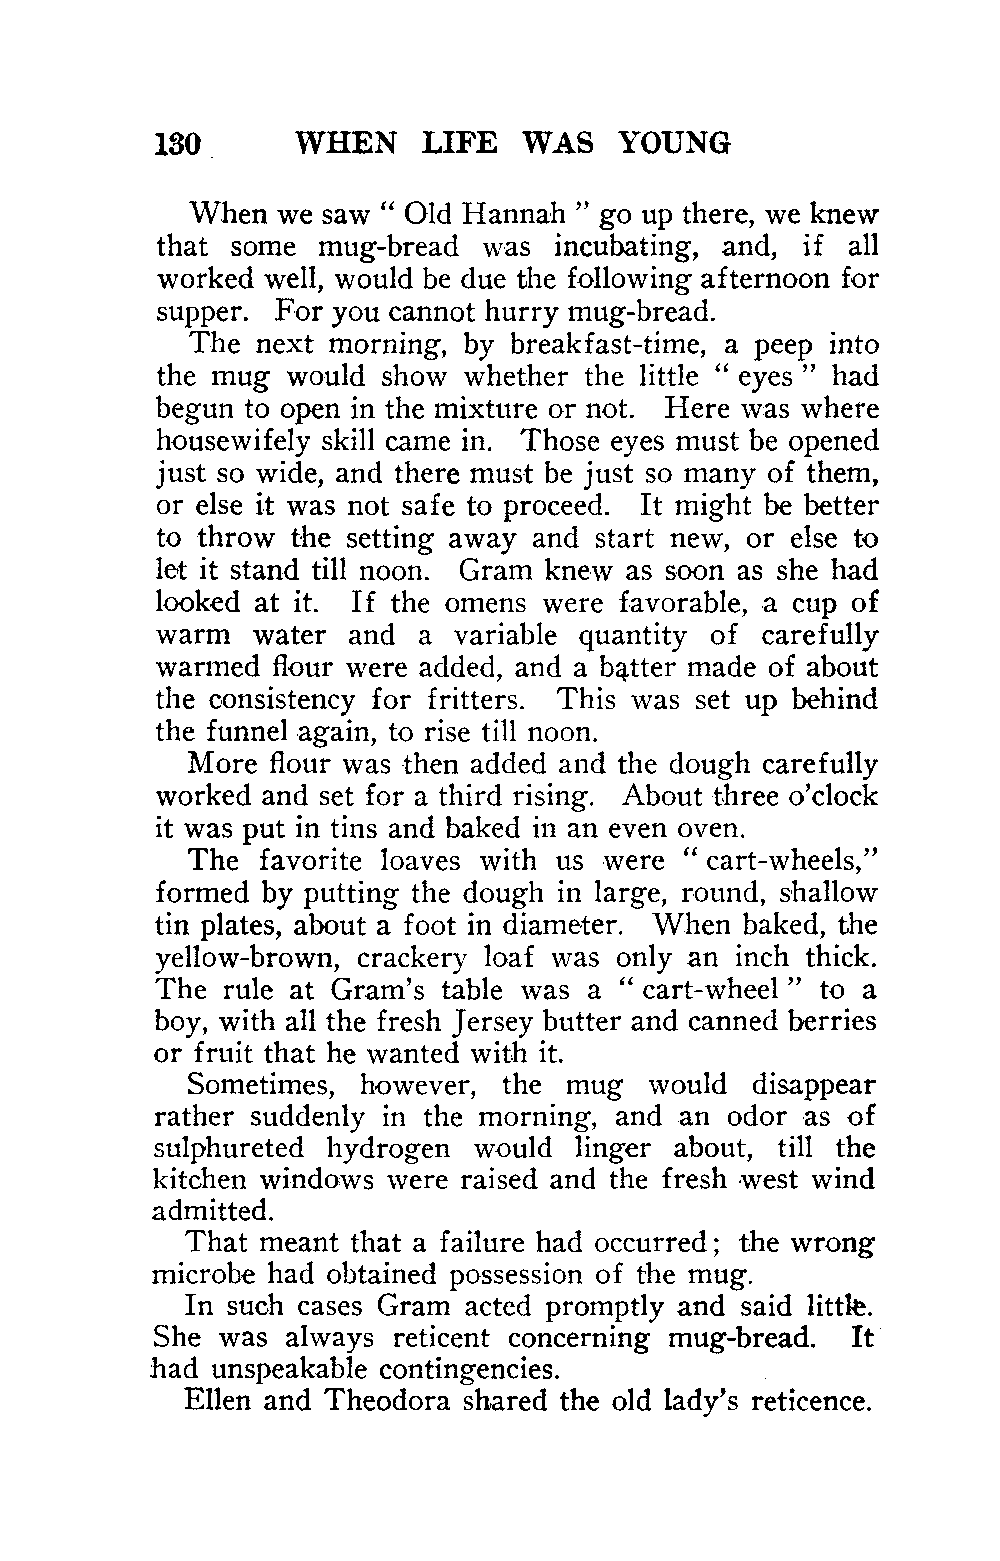 130 WHEN LIFE WAS YOUNG
When we saw " Old Hannah " go up there, we knew
that some mug-bread was incubating, and, if all
worked well, would be due the following afternoon for
supper. For you cannot hurry mug-bread.
The next morning, by breakfast-time, a peep into
the mug would show whether the little " eyes " had
begun to open in the mixture or not. Here was where
housewifely skill came in. Those eyes must be opened
just so wide, and there must be just so many of them,
or else it was not safe to proceed. It might be better
to throw the setting away and start new, or else to
let it stand till noon. Gram knew as soon as she had
looked at it. If the omens were favorable, a cup of
warm water and a variable quantity of carefully
warmed flour were added, and a batter made of about
the consistency for fritters. This was set up behind
the funnel again, to rise till noon.
More flour was then added and the dough carefully
worked and set for a third rising. About three o'clock
it was put in tins and baked in an even oven.
The favorite loaves with us were " cart-wheels,"
formed by putting the dough in large, round, shallow
tin plates, about a foot in diameter. When baked, the
yellow-brown, crackery loaf was only an inch thick.
The rule at Gram's table was a " cart-wheel " to a
boy, with all the fresh Jersey butter and canned berries
or fruit that he wanted with it.
Sometimes, however, the mug would disappear
rather suddenly in the morning, and an odor as of
sulphureted hydrogen would linger about, till the
kitchen windows were raised and the fresh west wind
admitted.
That meant that a failure had occurred; the wrong
microbe had obtained possession of the mug.
In such cases Gram acted promptly and said little.
She was always reticent concerning mug-bread. It
had unspeakable contingencies.
Ellen and Theodora shared the old lady's reticence.